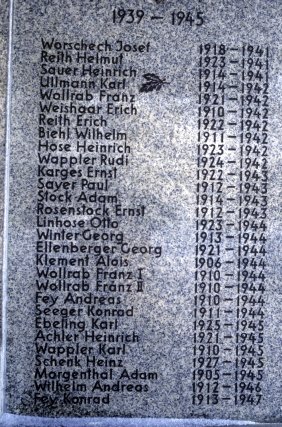 1939 – 1945
Worschech Josef 1918 – 1941
Reith Helmut 1923 – 1941
Sauer Heinrich 1914 – 1941
Ullmann Karl 1914 – 1942
Wollrab Franz 1921 – 1942
Weishaar Erich 1910 – 1942
Reith Erich 1922 – 1942
Biehl Wilhelm 1911 – 1942
Hose Heinrich 1923 – 1942
Wappler Rudi 1924 – 1942
Karges Ernst 1922 – 1942
Sauer Paul 1912 – 1943
Stock Adam 1914 – 1943
Rosenstock Ernst 1912 – 1943
Linhose Otto 1923 – 1944
Winter Georg 1913 – 1944
Ellenberger Georg 1921 – 1944
Klement Alois 1906 – 1944
Wollrab Franz I 1910 – 1944
Wollrab Franz II 1910 – 1944
Fey Andreas 1910 – 1944
Seeger Konrad 1911 – 1944
Ebeling Karl 1925 – 1945
Achler Heinrich 1921 – 1945
Wappler Karl 1910 – 1945
Schenk Heinz 1927 – 1945
Margenthal Adam 1905 – 1945
Wilhelm Andreas 1912 – 1946
Fey Konrad 1913 – 1947